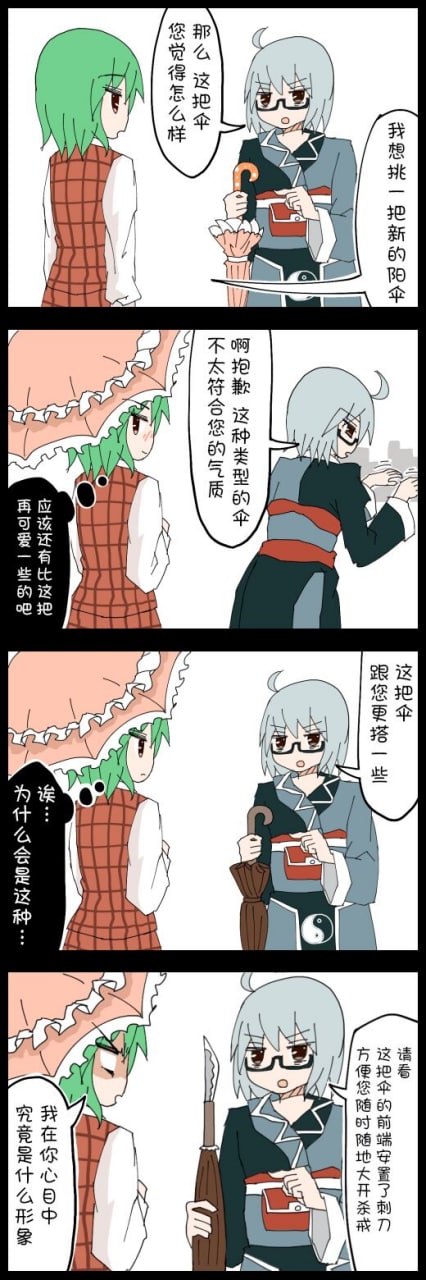 我想挑一把新的阳伞
那么 这把伞
您觉得怎么样
啊抱歉 这种类型的伞
不太符合您的气质
应该还有比这把
再可爱一些的吧
这把伞
跟您更搭一些
诶…
为什么会是这种…
请看
这把伞的前端安置了刺刀
方便您随时随地大开杀戒
我在你心目中
究竟是什么形象